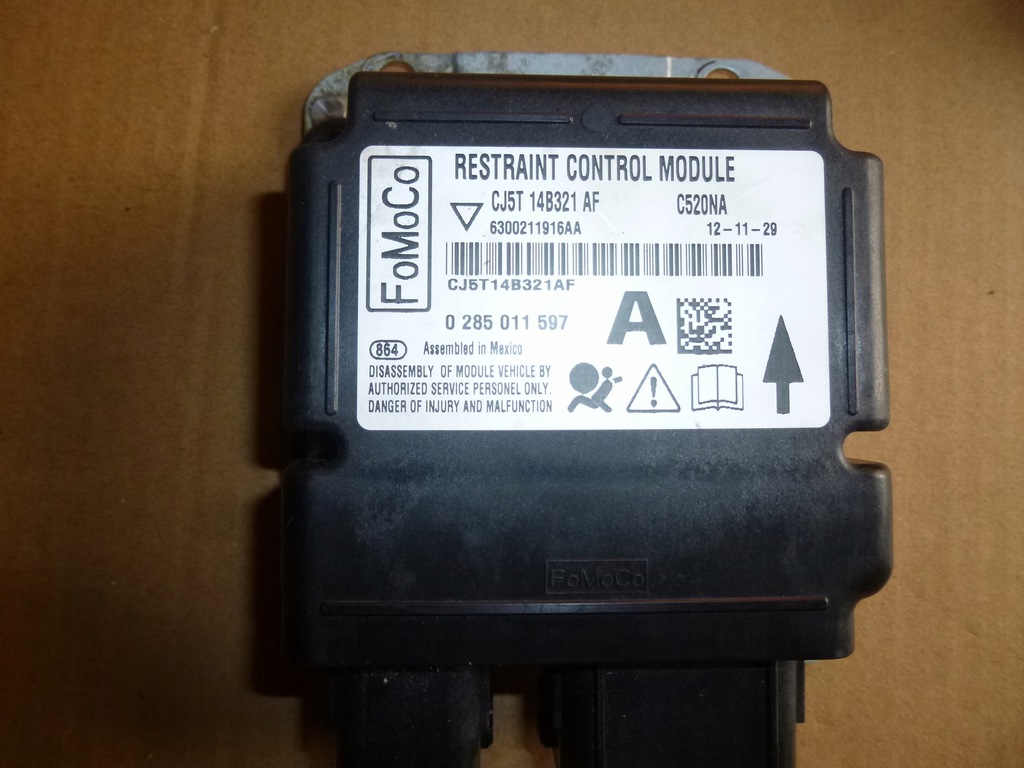 FoMoCo
RESTRAINT CONTROL MODULE
CJ5T 14B321 AF C520NA
6300211916AA 12-11-29
CJ5T14B321AF
0 285 011 597 A
864 Assembled in Mexico
DISASSEMBLY OF MODULE VEHICLE BY
AUTHORIZED SERVICE PERSONEL ONLY.
DANGER OF INJURY AND MALFUNCTION
FoMoCo